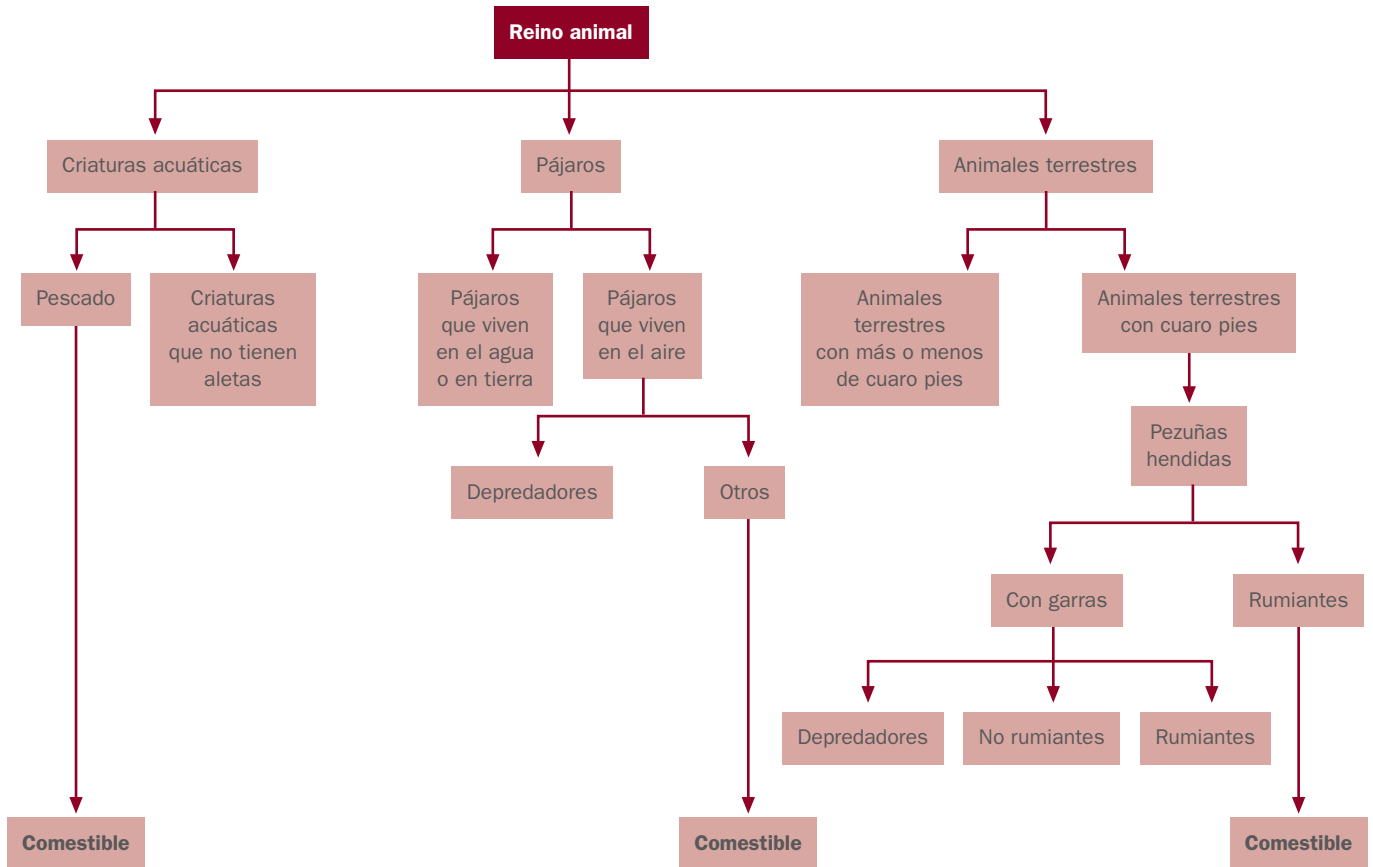 Reino animal
Criaturas acuáticas
Pájaros
Animales terrestres
Pescado
Criaturas
acuáticas
que no tienen
aletas
Pájaros
que viven
en el agua
o en tierra
Pájaros
que viven
en el aire
Animales
terrestres
con más o menos
de cuaro pies
Animales terrestres
con cuaro pies
Pezuñas
hendidas
Depredadores
Otros
Con garras
Rumiantes
Depredadores
No rumiantes
Rumiantes
Comestible
Comestible
Comestible